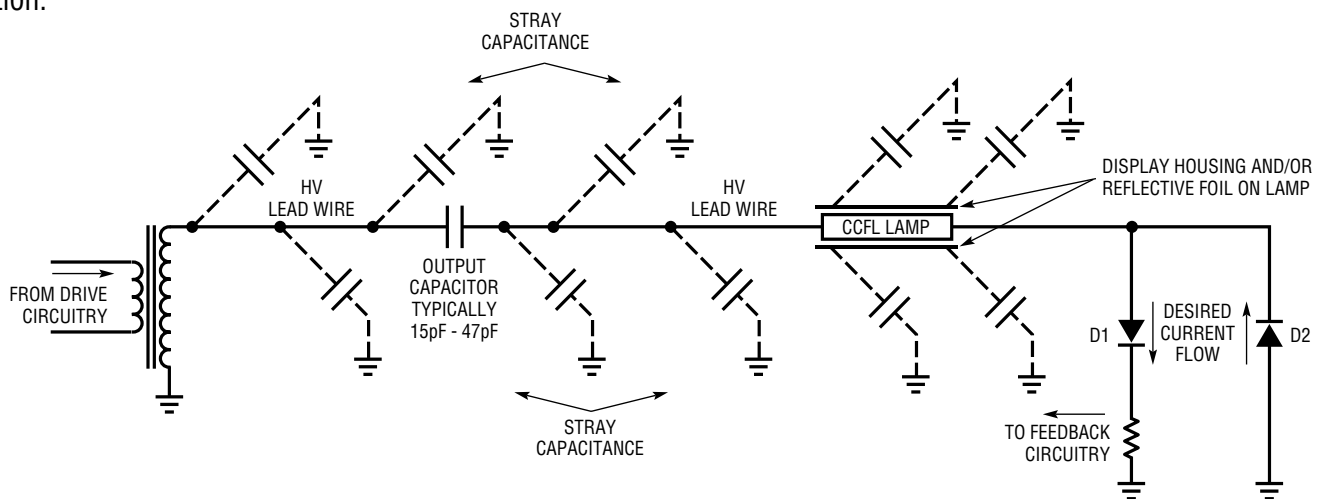 tion.
STRAY
CAPACITANCE
HV
LEAD WIRE
HV
LEAD WIRE
DISPLAY HOUSING AND/OR
REFLECTIVE FOIL ON LAMP
CCFL LAMP
FROM DRIVE
CIRCUITRY
OUTPUT
CAPACITOR
TYPICALLY
15pF - 47pF
D1
DESIRED
CURRENT
FLOW
D2
STRAY
CAPACITANCE
TO FEEDBACK
CIRCUITRY